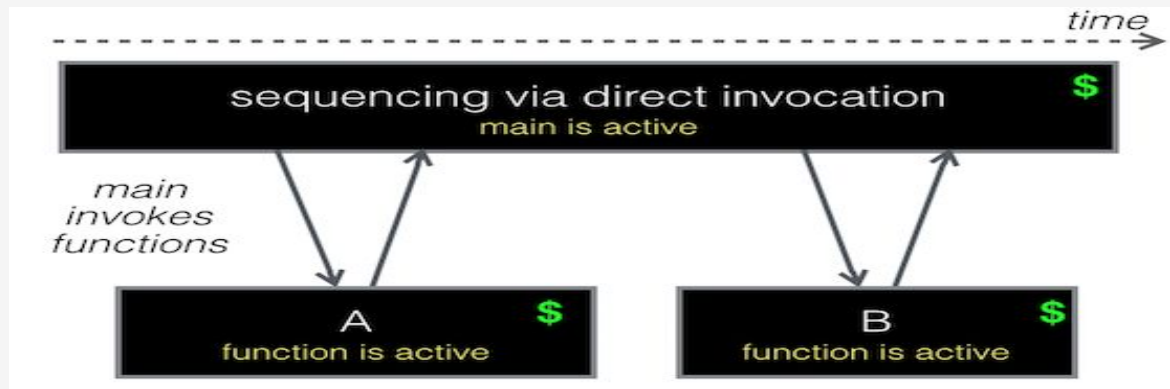 time
sequencing via direct invocation
$
main is active
main
invokes
functions
A
$
function is active
B
$
function is active